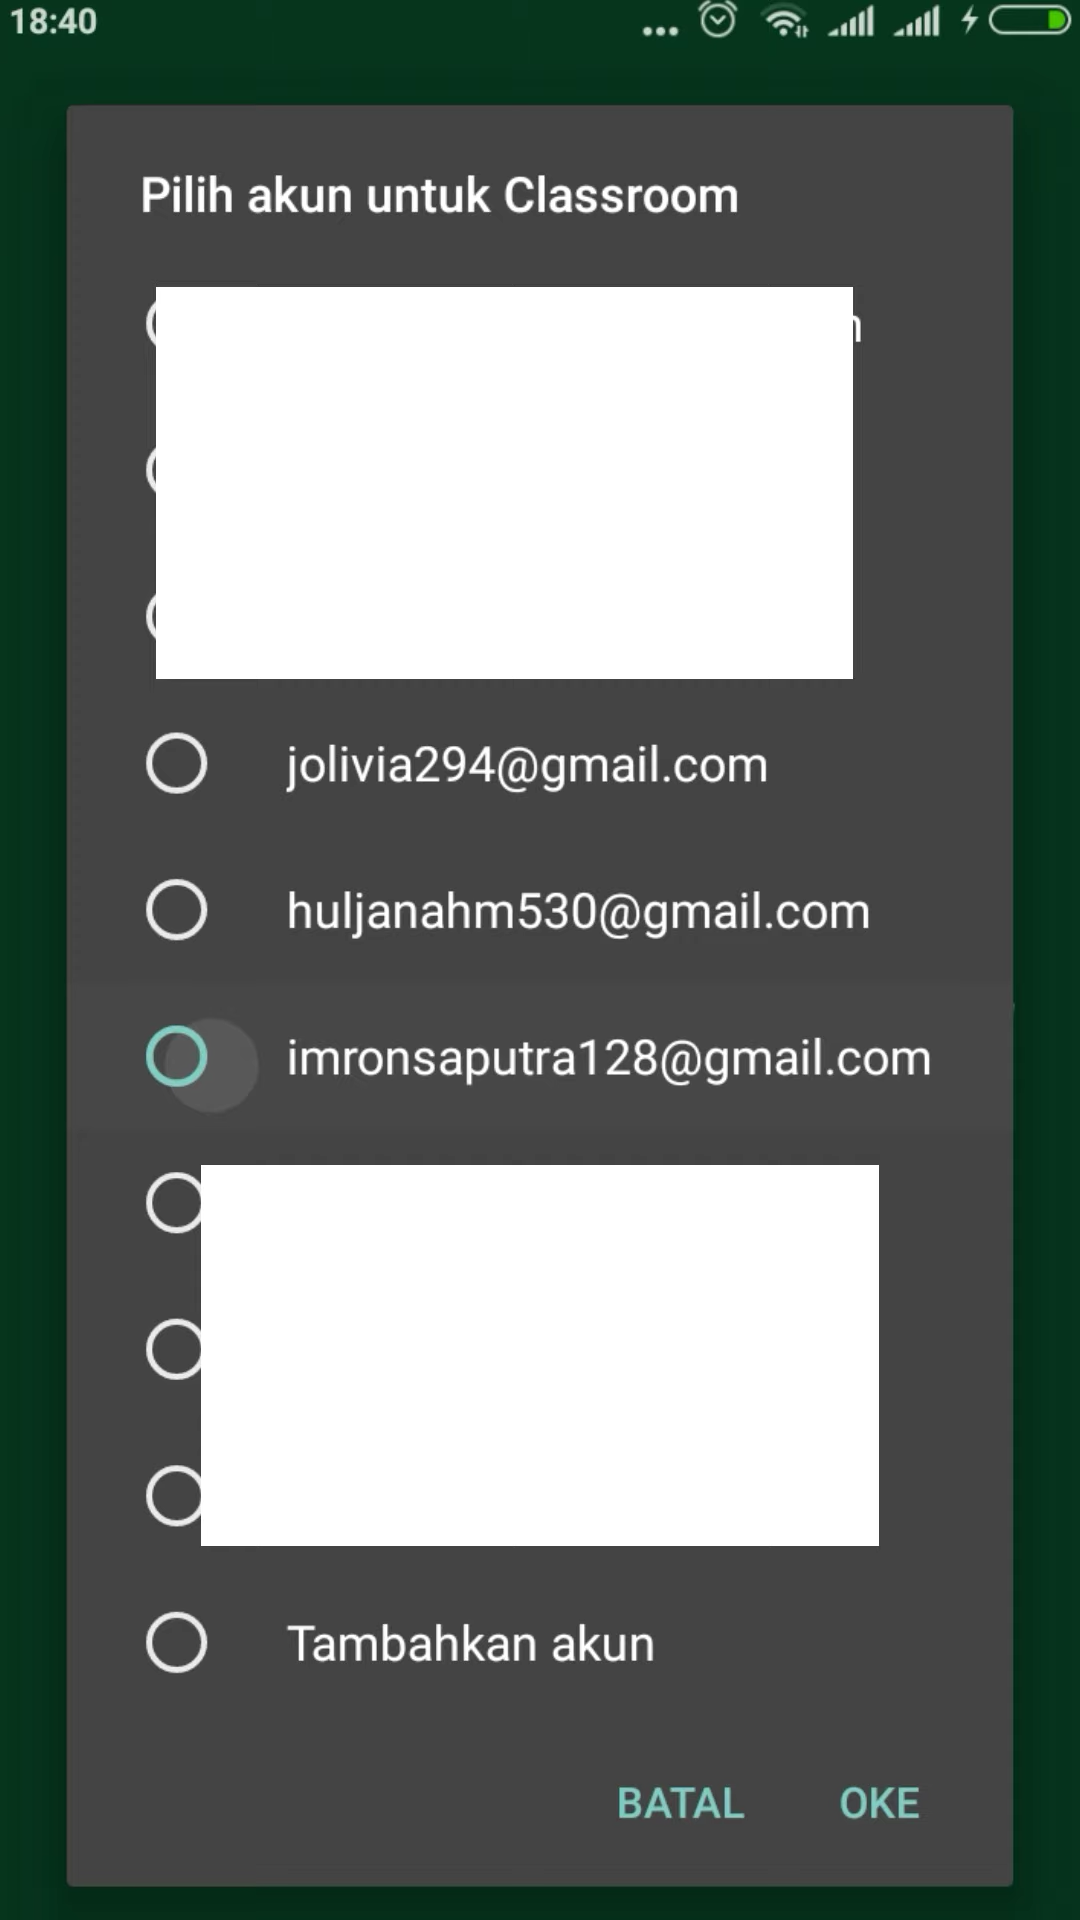 18:40
Pilih akun untuk Classroom
jolivia294@gmail.com
huljanahm530@gmail.com
imronsaputra128@gmail.com
Tambahkan akun
BATAL OKE